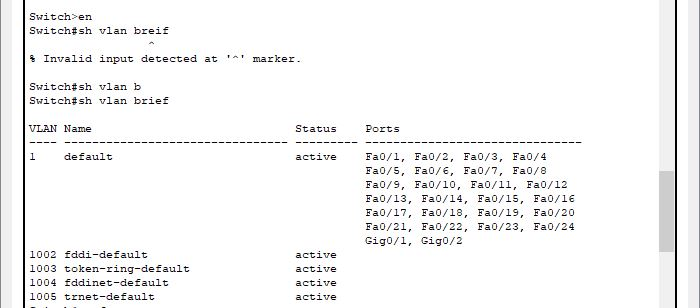 Switch>en
Switch#sh vlan breif
^
% Invalid input detected at '^' marker.
Switch#sh vlan b
Switch#sh vlan brief
VLAN Name Status Ports
---- -------------------------------- --------- -------------------------------
1 default active Fa0/1, Fa0/2, Fa0/3, Fa0/4
Fa0/5, Fa0/6, Fa0/7, Fa0/8
Fa0/9, Fa0/10, Fa0/11, Fa0/12
Fa0/13, Fa0/14, Fa0/15, Fa0/16
Fa0/17, Fa0/18, Fa0/19, Fa0/20
Fa0/21, Fa0/22, Fa0/23, Fa0/24
Gig0/1, Gig0/2
1002 fddi-default active
1003 token-ring-default active
1004 fddinet-default active
1005 trnet-default active